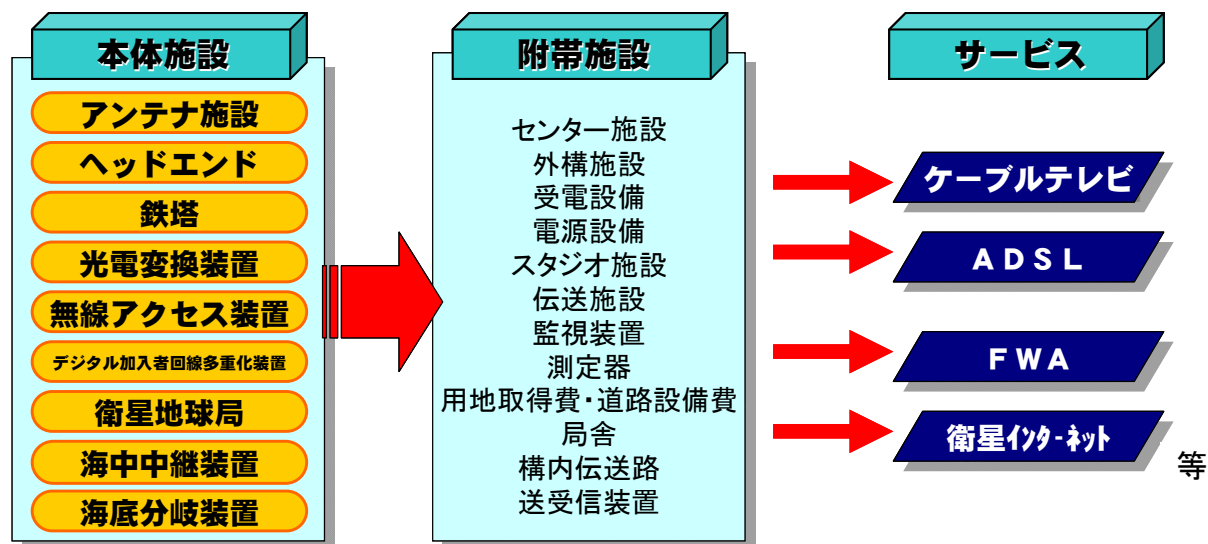 本体施設
アンテナ施設
ヘッドエンド
鉄塔
光電変換装置
無線アクセス装置
デジタル加入者回線多重化装置
衛星地球局
海中中継装置
海底分岐装置
附帯施設
センター施設
外構施設
受電設備
電源設備
スタジオ施設
伝送施設
監視装置
測定器
用地取得費・道路設備費
局舎
構内伝送路
送受信装置
サービス
ケーブルテレビ
ＡＤＳＬ
ＦＷＡ
衛星ｲﾝﾀｰﾈｯﾄ
等